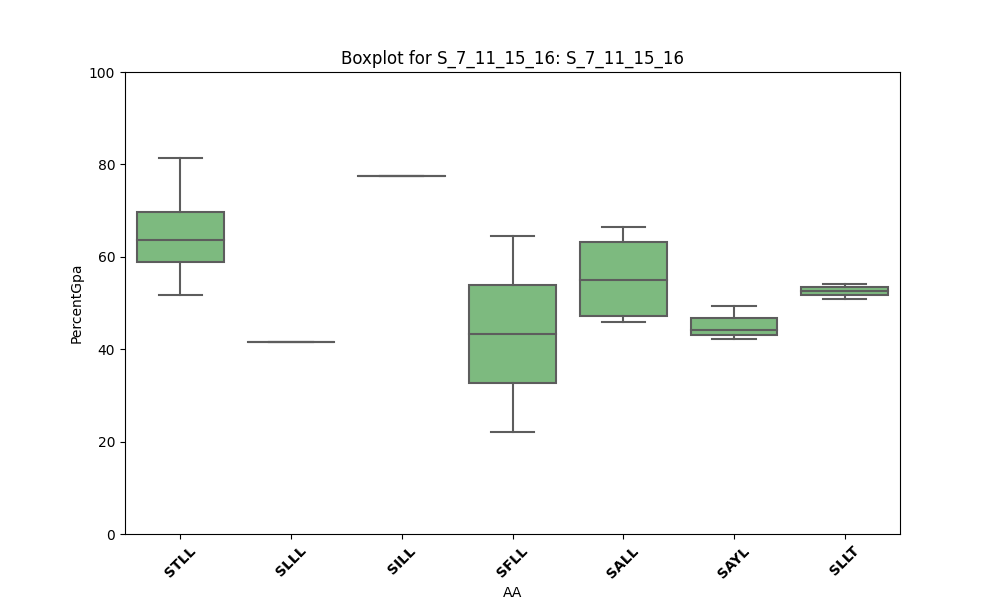 Boxplot for S_7_11_15_16: S_7_11_15_16
PercentGpa
100
80
60
40
20
0
STLL
SLLL
SILL
SFLL
SALL
SAYL
SLLT
AA